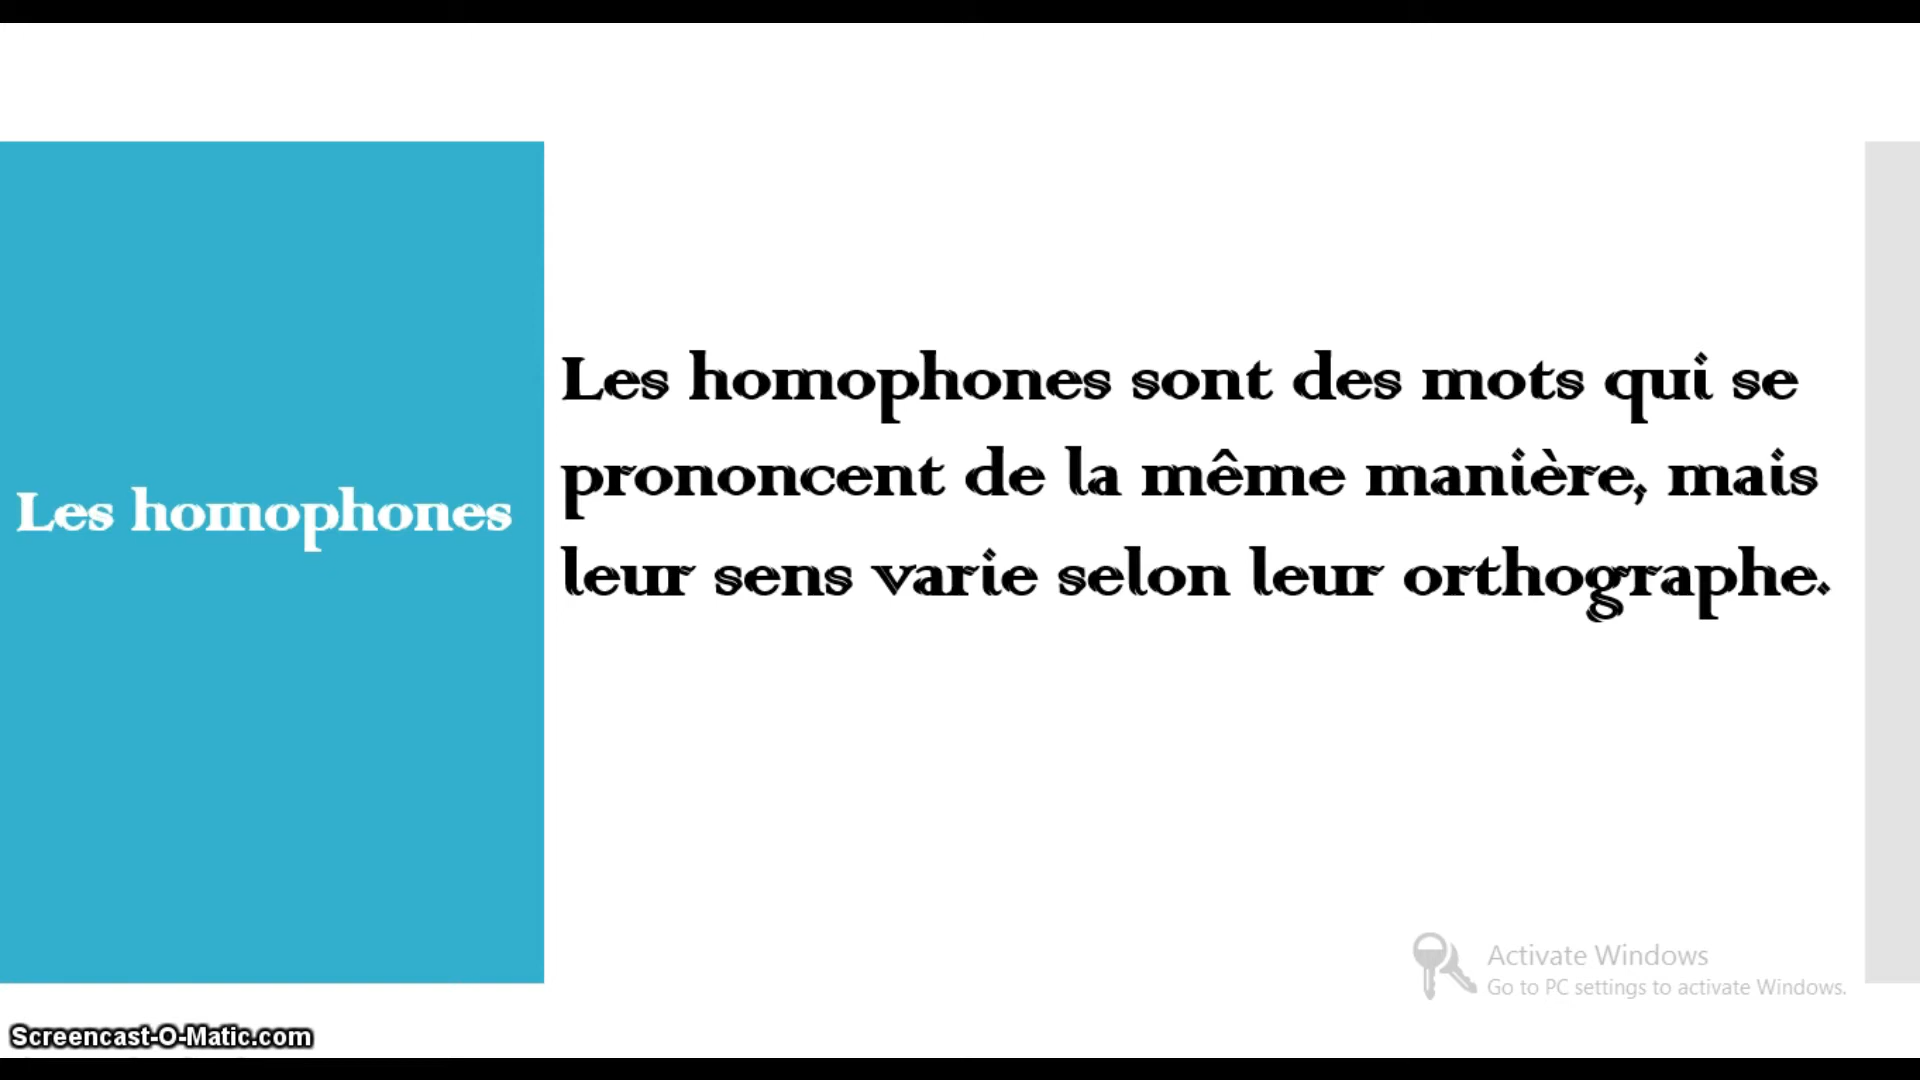 Les homophones
Les homophones sont des mots qui se
prononcent de la même manière, mais
leur sens varie selon leur orthographe.
Activate Windows
Go to PC settings to activate Windows.
Screencast-O-Matic.com